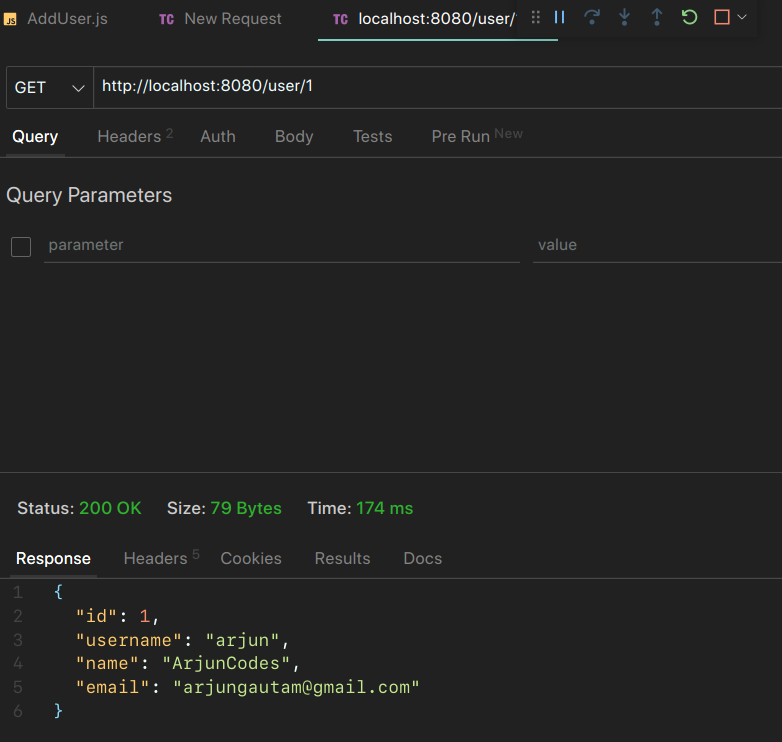 JS AddUser.js TC New Request TC localhost:8080/user/
GET http://localhost:8080/user/1
Query Headers 2 Auth Body Tests Pre Run New
Query Parameters
parameter value
Status: 200 OK Size: 79 Bytes Time: 174 ms
Response Headers 5 Cookies Results Docs
1 {
2 "id": 1,
3 "username": "arjun",
4 "name": "ArjunCodes",
5 "email": "arjungautam@gmail.com"
6 }